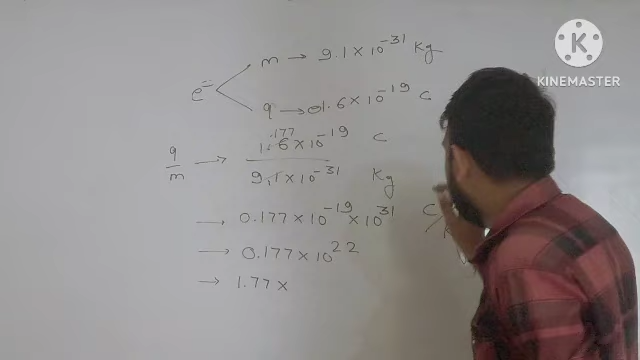 m → 9.1 × 10⁻³¹ Kg
e⁻
q → 1.6 × 10⁻¹⁹ C
.177
q/m → 1.6 × 10⁻¹⁹ C
9.1 × 10⁻³¹ Kg
→ 0.177 × 10⁻¹⁹ × 10³¹ C/
→ 0.177 × 10²²
→ 1.77 ×
KINEMASTER